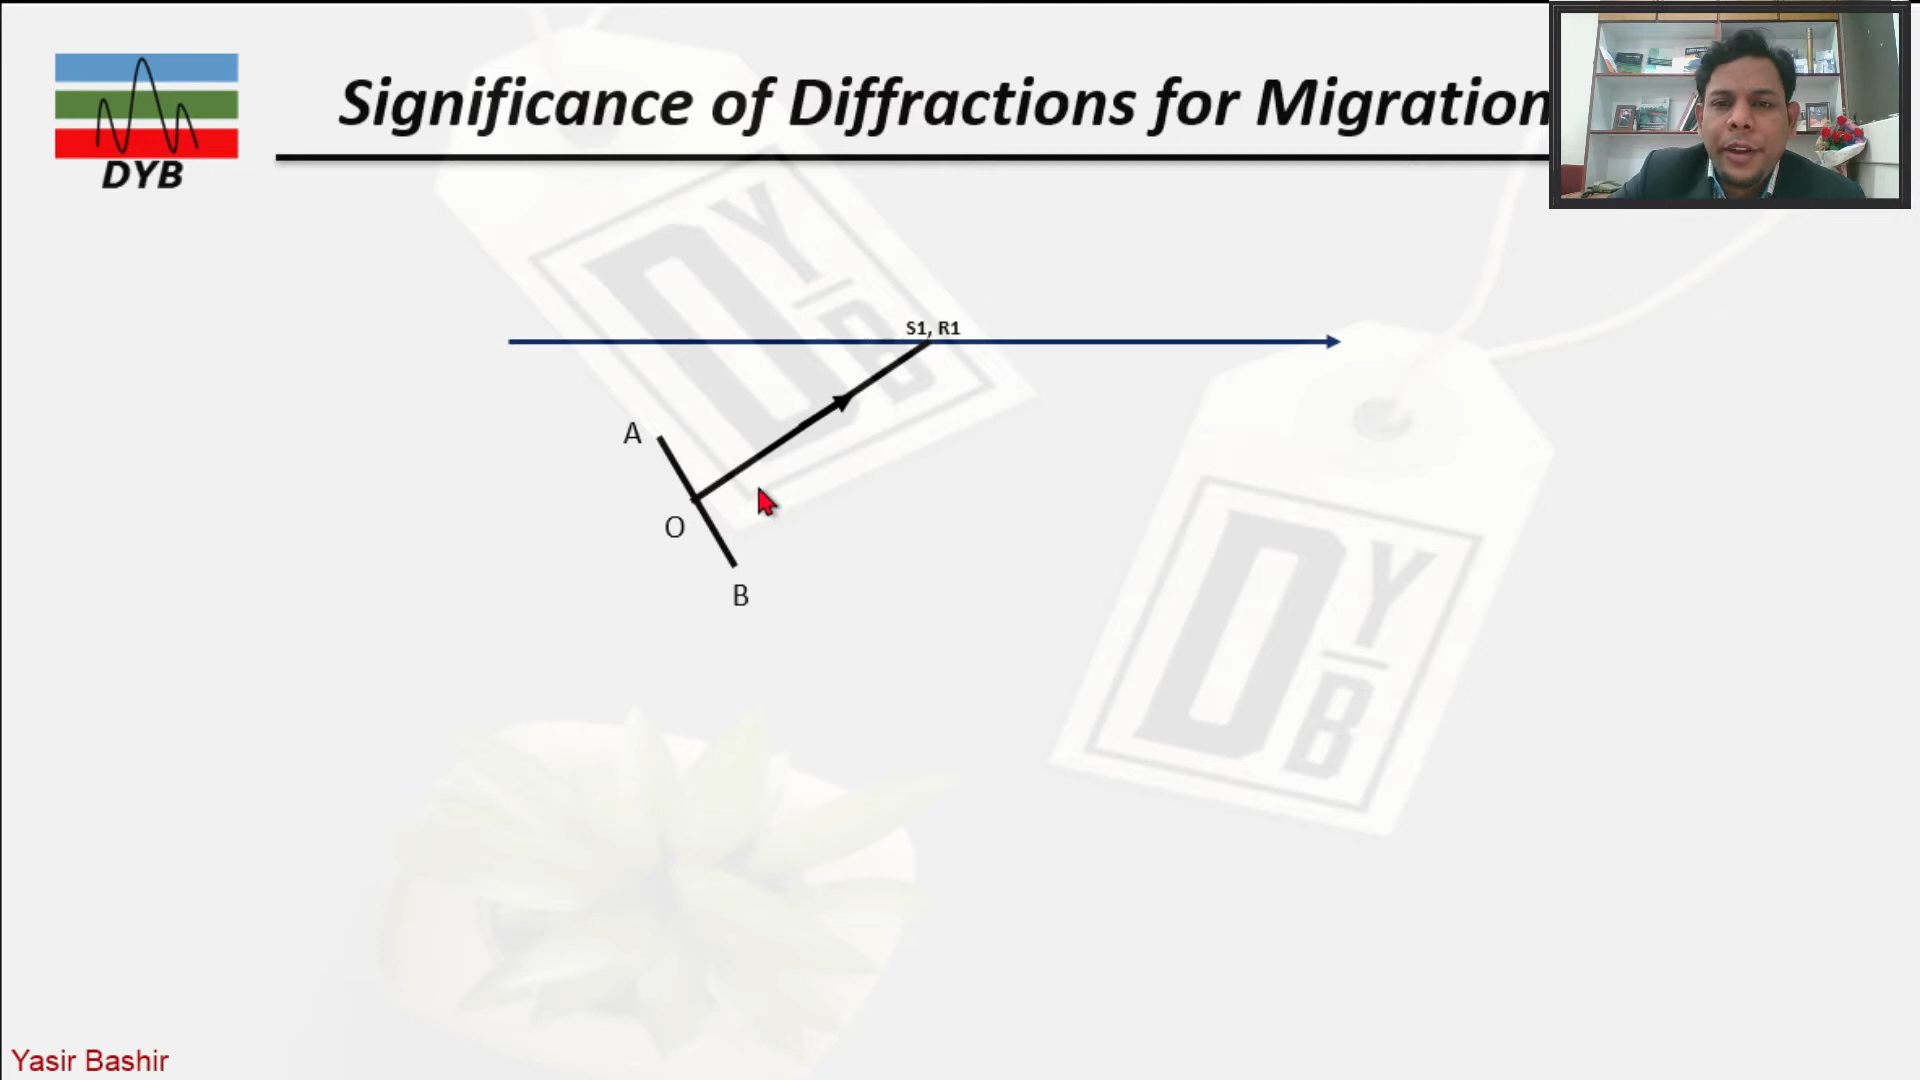 DYB
Significance of Diffractions for Migration
S1, R1
A
O
B
D
Y
B
D
Y
B
Yasir Bashir